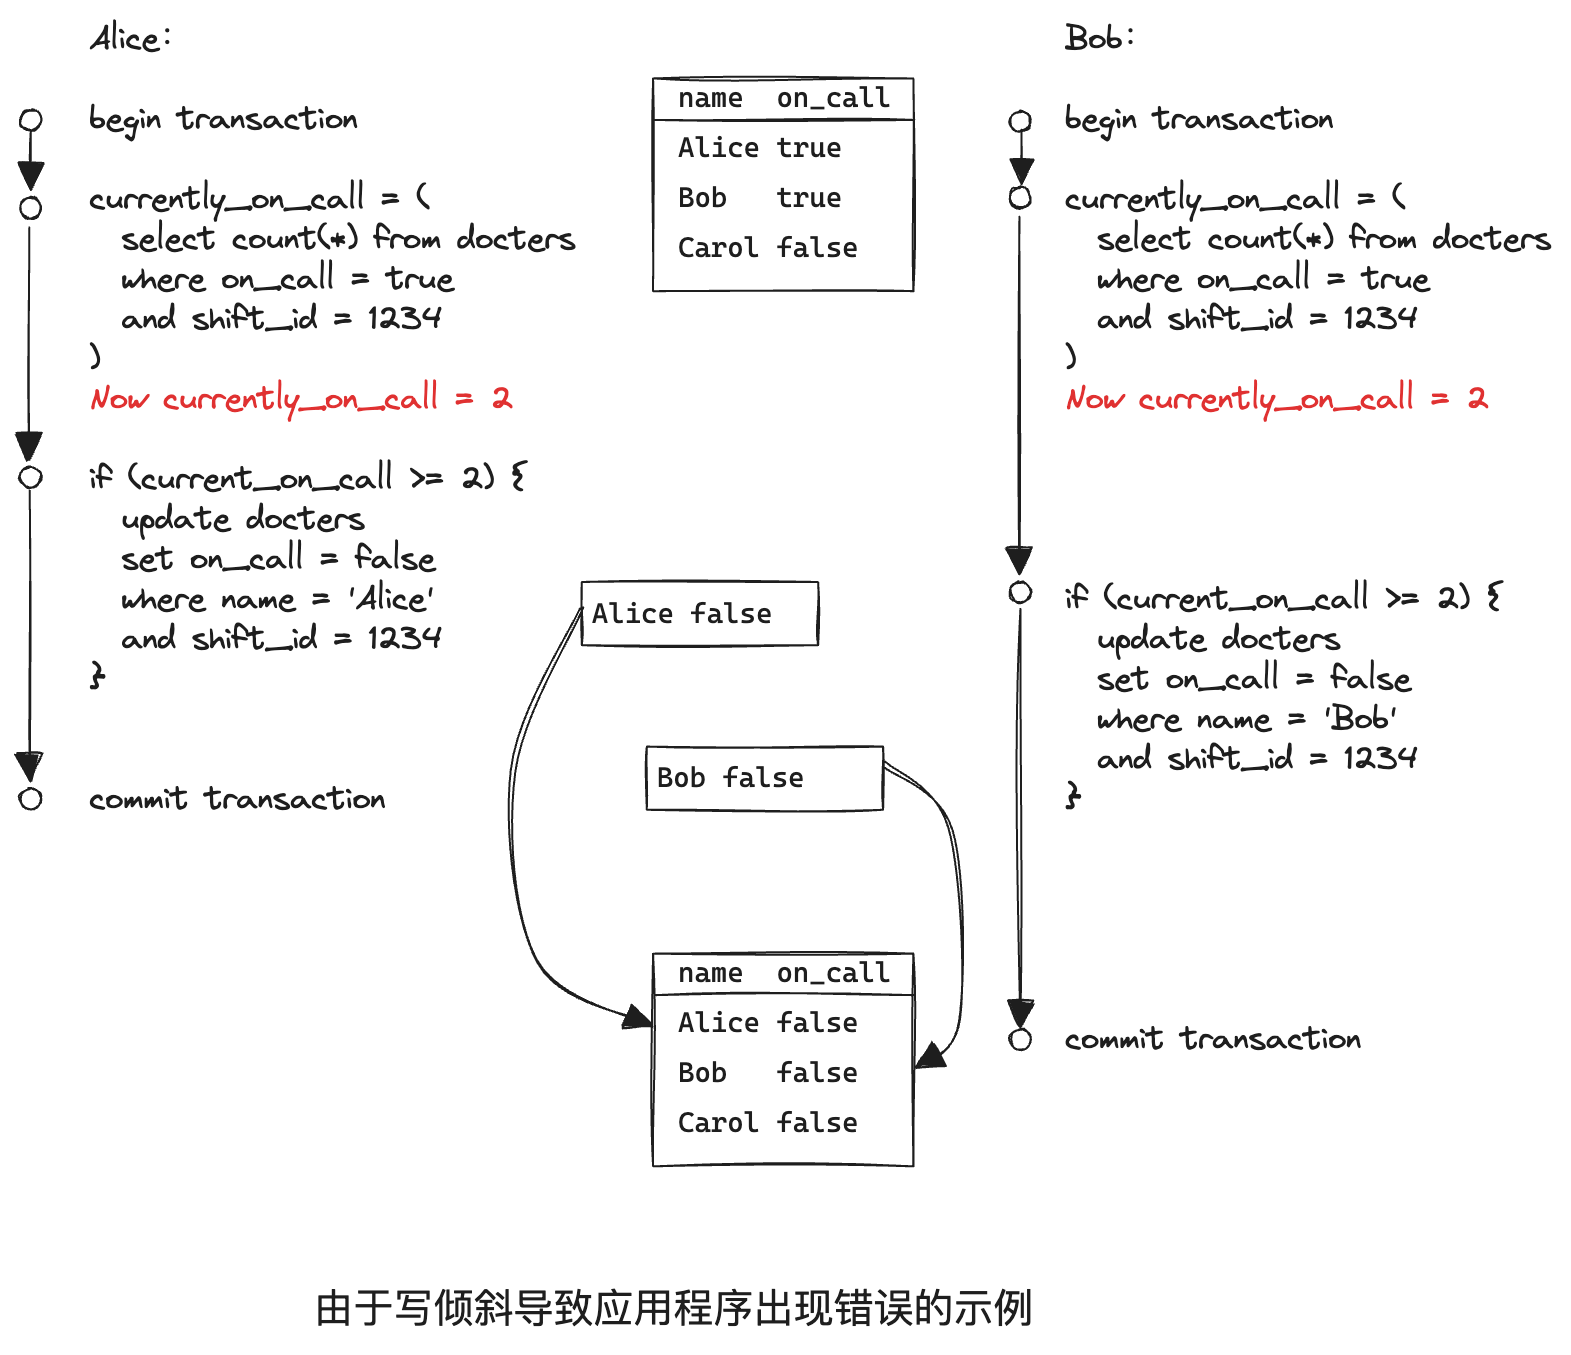 Alice:
begin transaction
currently_on_call = (
select count(*) from docters
where on_call = true
and shift_id = 1234
)
Now currently_on_call = 2
if (current_on_call >= 2) {
update docters
set on_call = false
where name = 'Alice'
and shift_id = 1234
}
commit transaction
name on_call
Alice true
Bob true
Carol false
Alice false
Bob false
name on_call
Alice false
Bob false
Carol false
Bob:
begin transaction
currently_on_call = (
select count(*) from docters
where on_call = true
and shift_id = 1234
)
Now currently_on_call = 2
if (current_on_call >= 2) {
update docters
set on_call = false
where name = 'Bob'
and shift_id = 1234
}
commit transaction
由于写倾斜导致应用程序出现错误的示例